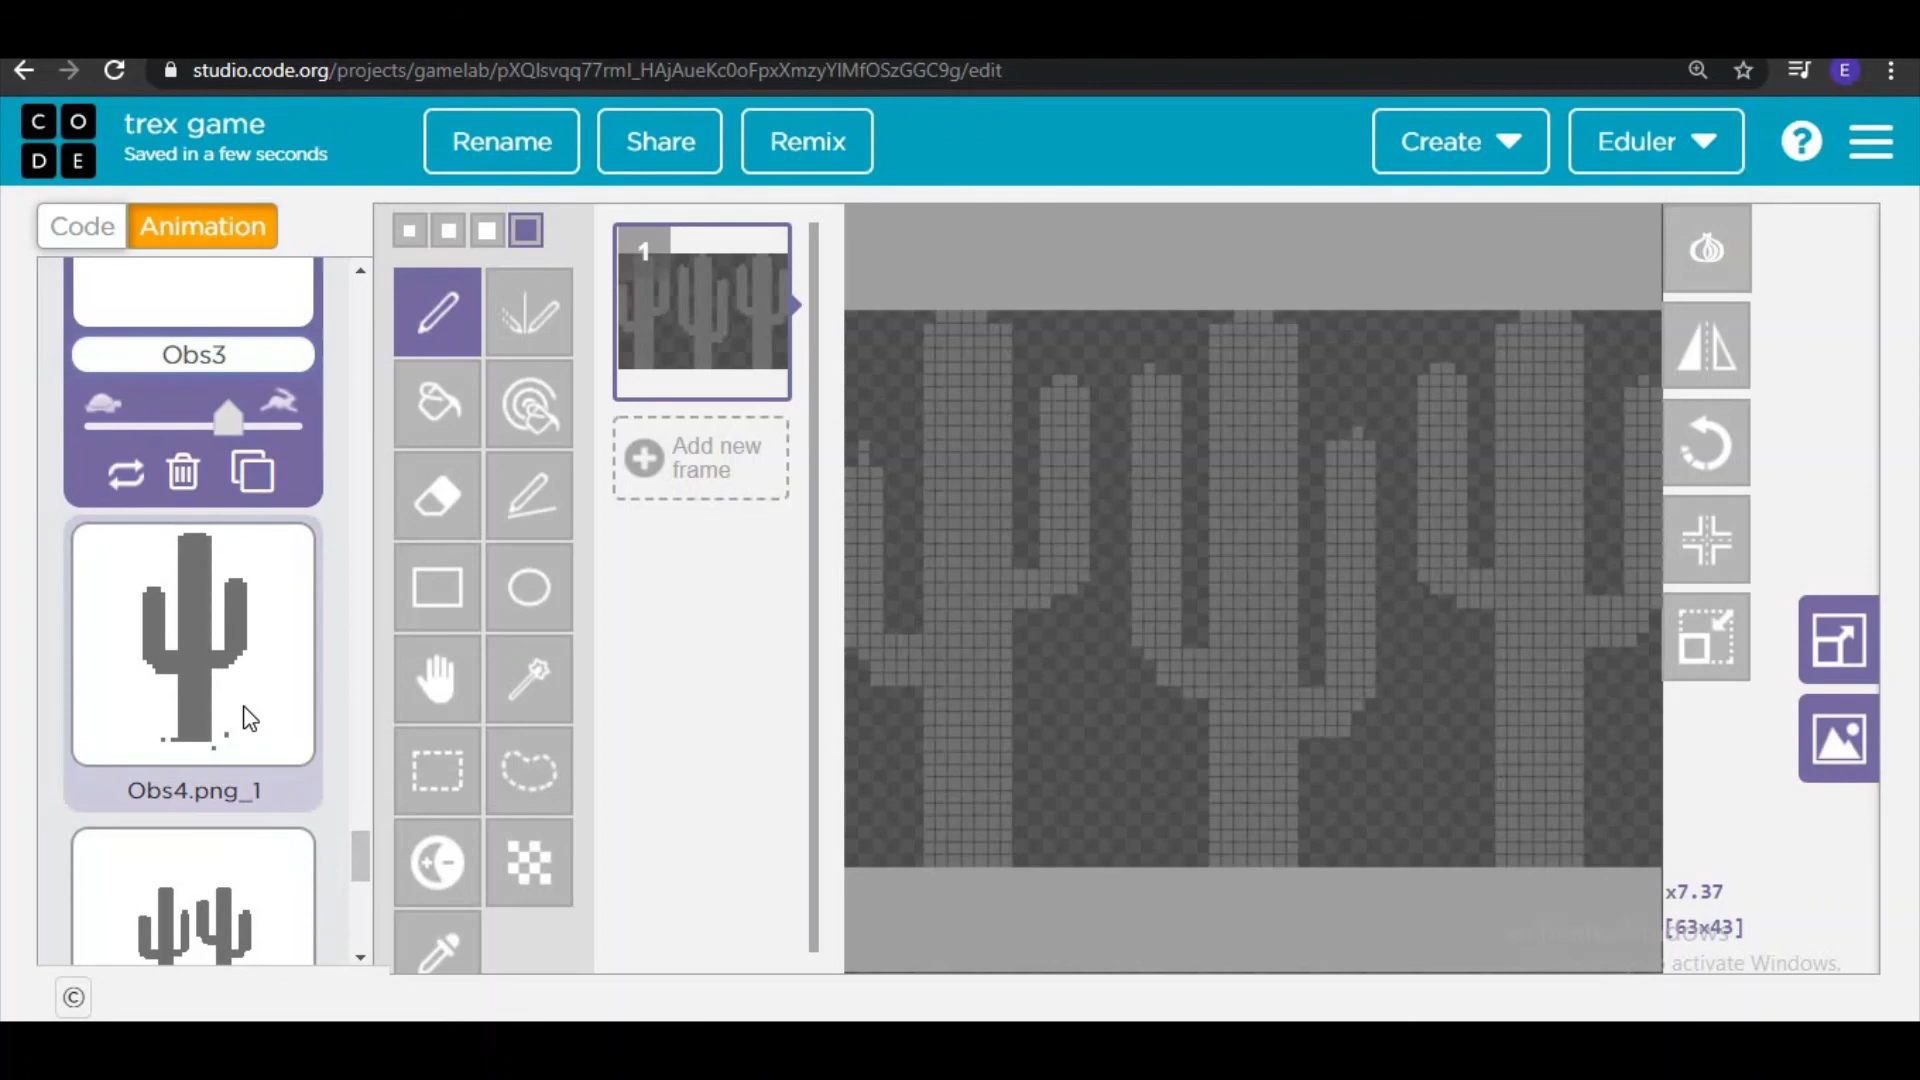 studio.code.org/projects/gamelab/pXQlsvqq77rml_HAjAueKc0oFpxXmzyYlMfOSzGGC9g/edit
E
C O
D E
trex game
Saved in a few seconds
Rename
Share
Remix
Create
Eduler
?
Code
Animation
1
Obs3
Add new
frame
Obs4.png_1
x7.37
[63x43]
activate Windows.
©